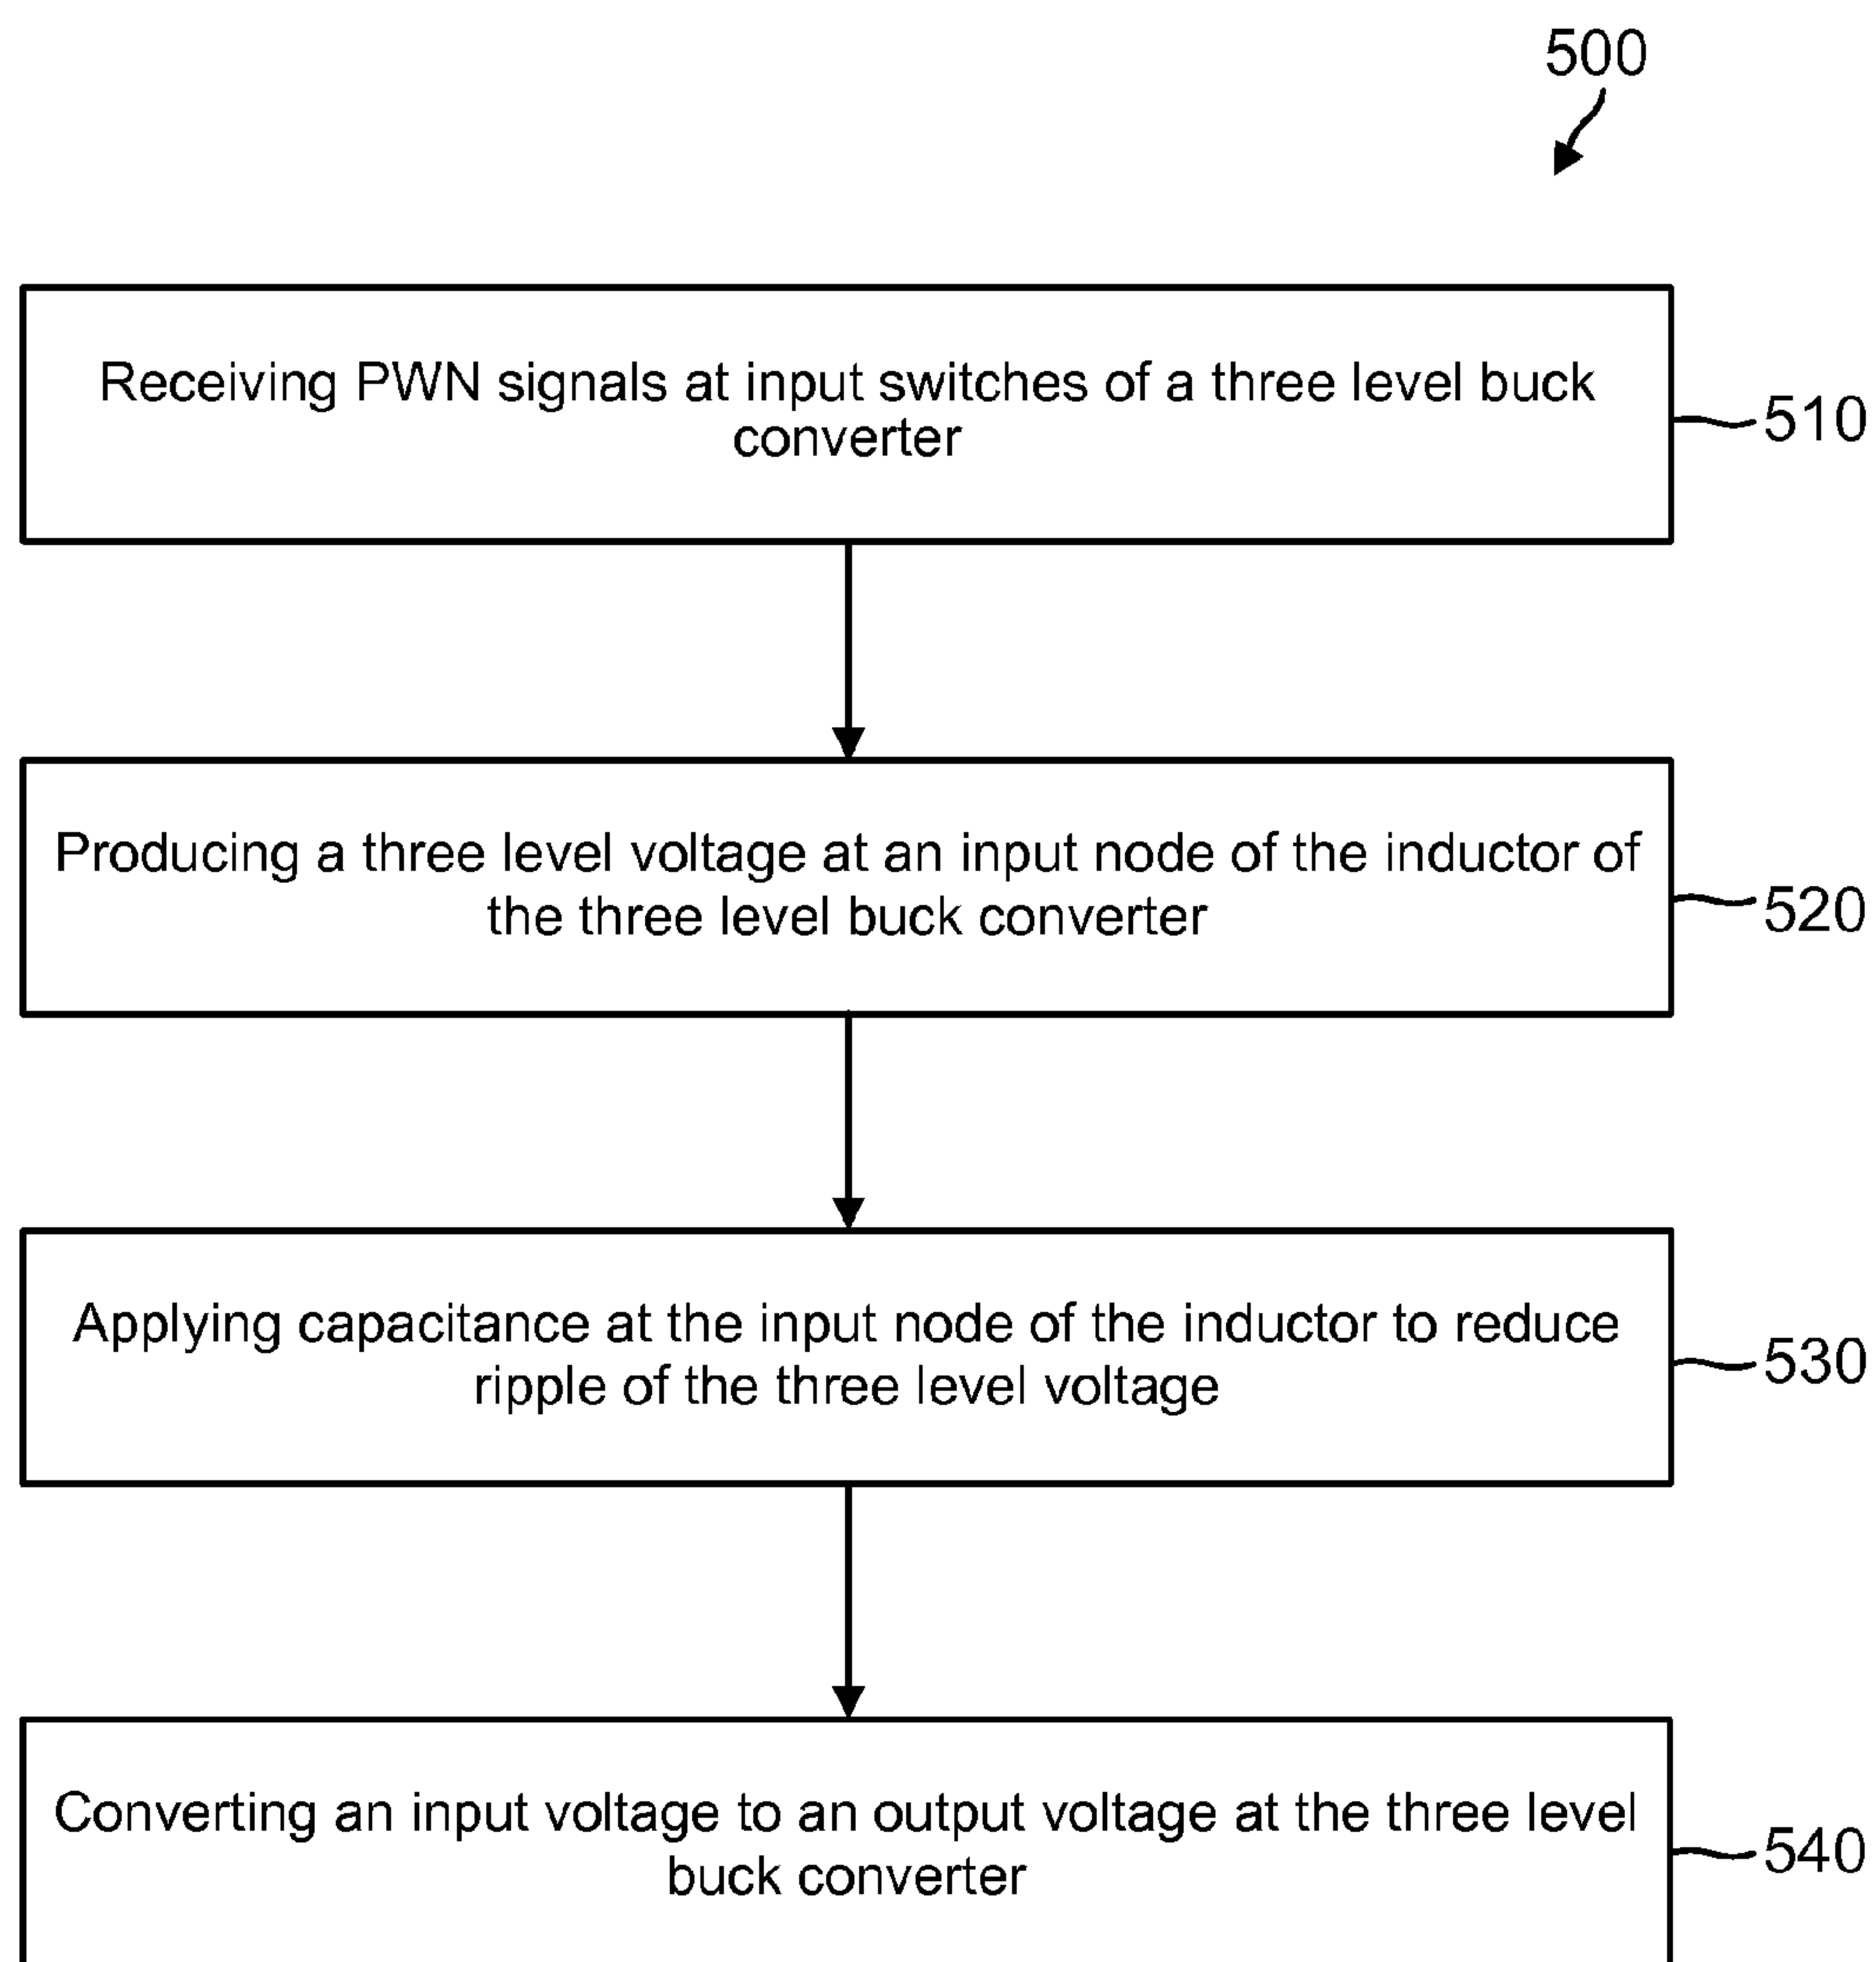 500
Receiving PWN signals at input switches of a three level buck
converter
510
Producing a three level voltage at an input node of the inductor of
the three level buck converter
520
Applying capacitance at the input node of the inductor to reduce
ripple of the three level voltage
530
Converting an input voltage to an output voltage at the three level
buck converter
540